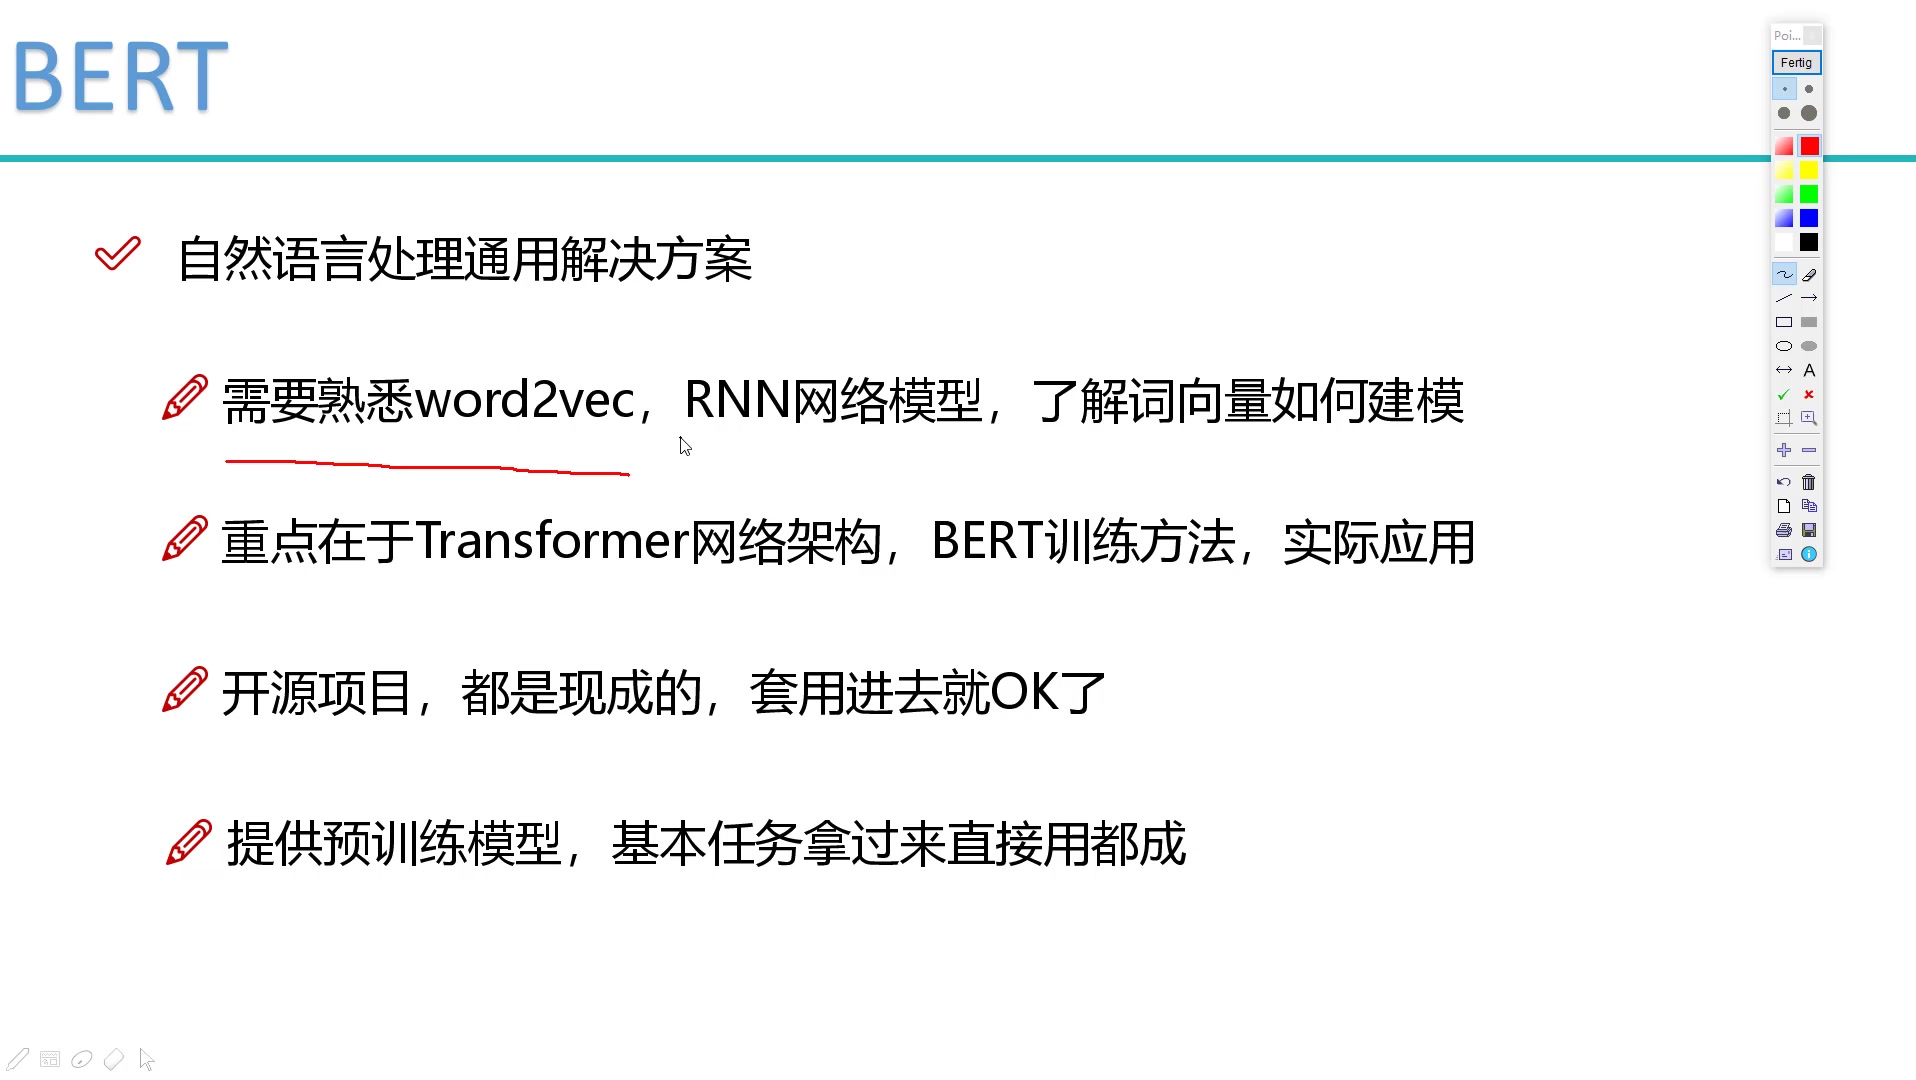 BERT
Poi...
Fertig
自然语言处理通用解决方案
需要熟悉word2vec，RNN网络模型，了解词向量如何建模
A
重点在于Transformer网络架构，BERT训练方法，实际应用
开源项目，都是现成的，套用进去就OK了
提供预训练模型，基本任务拿过来直接用都成